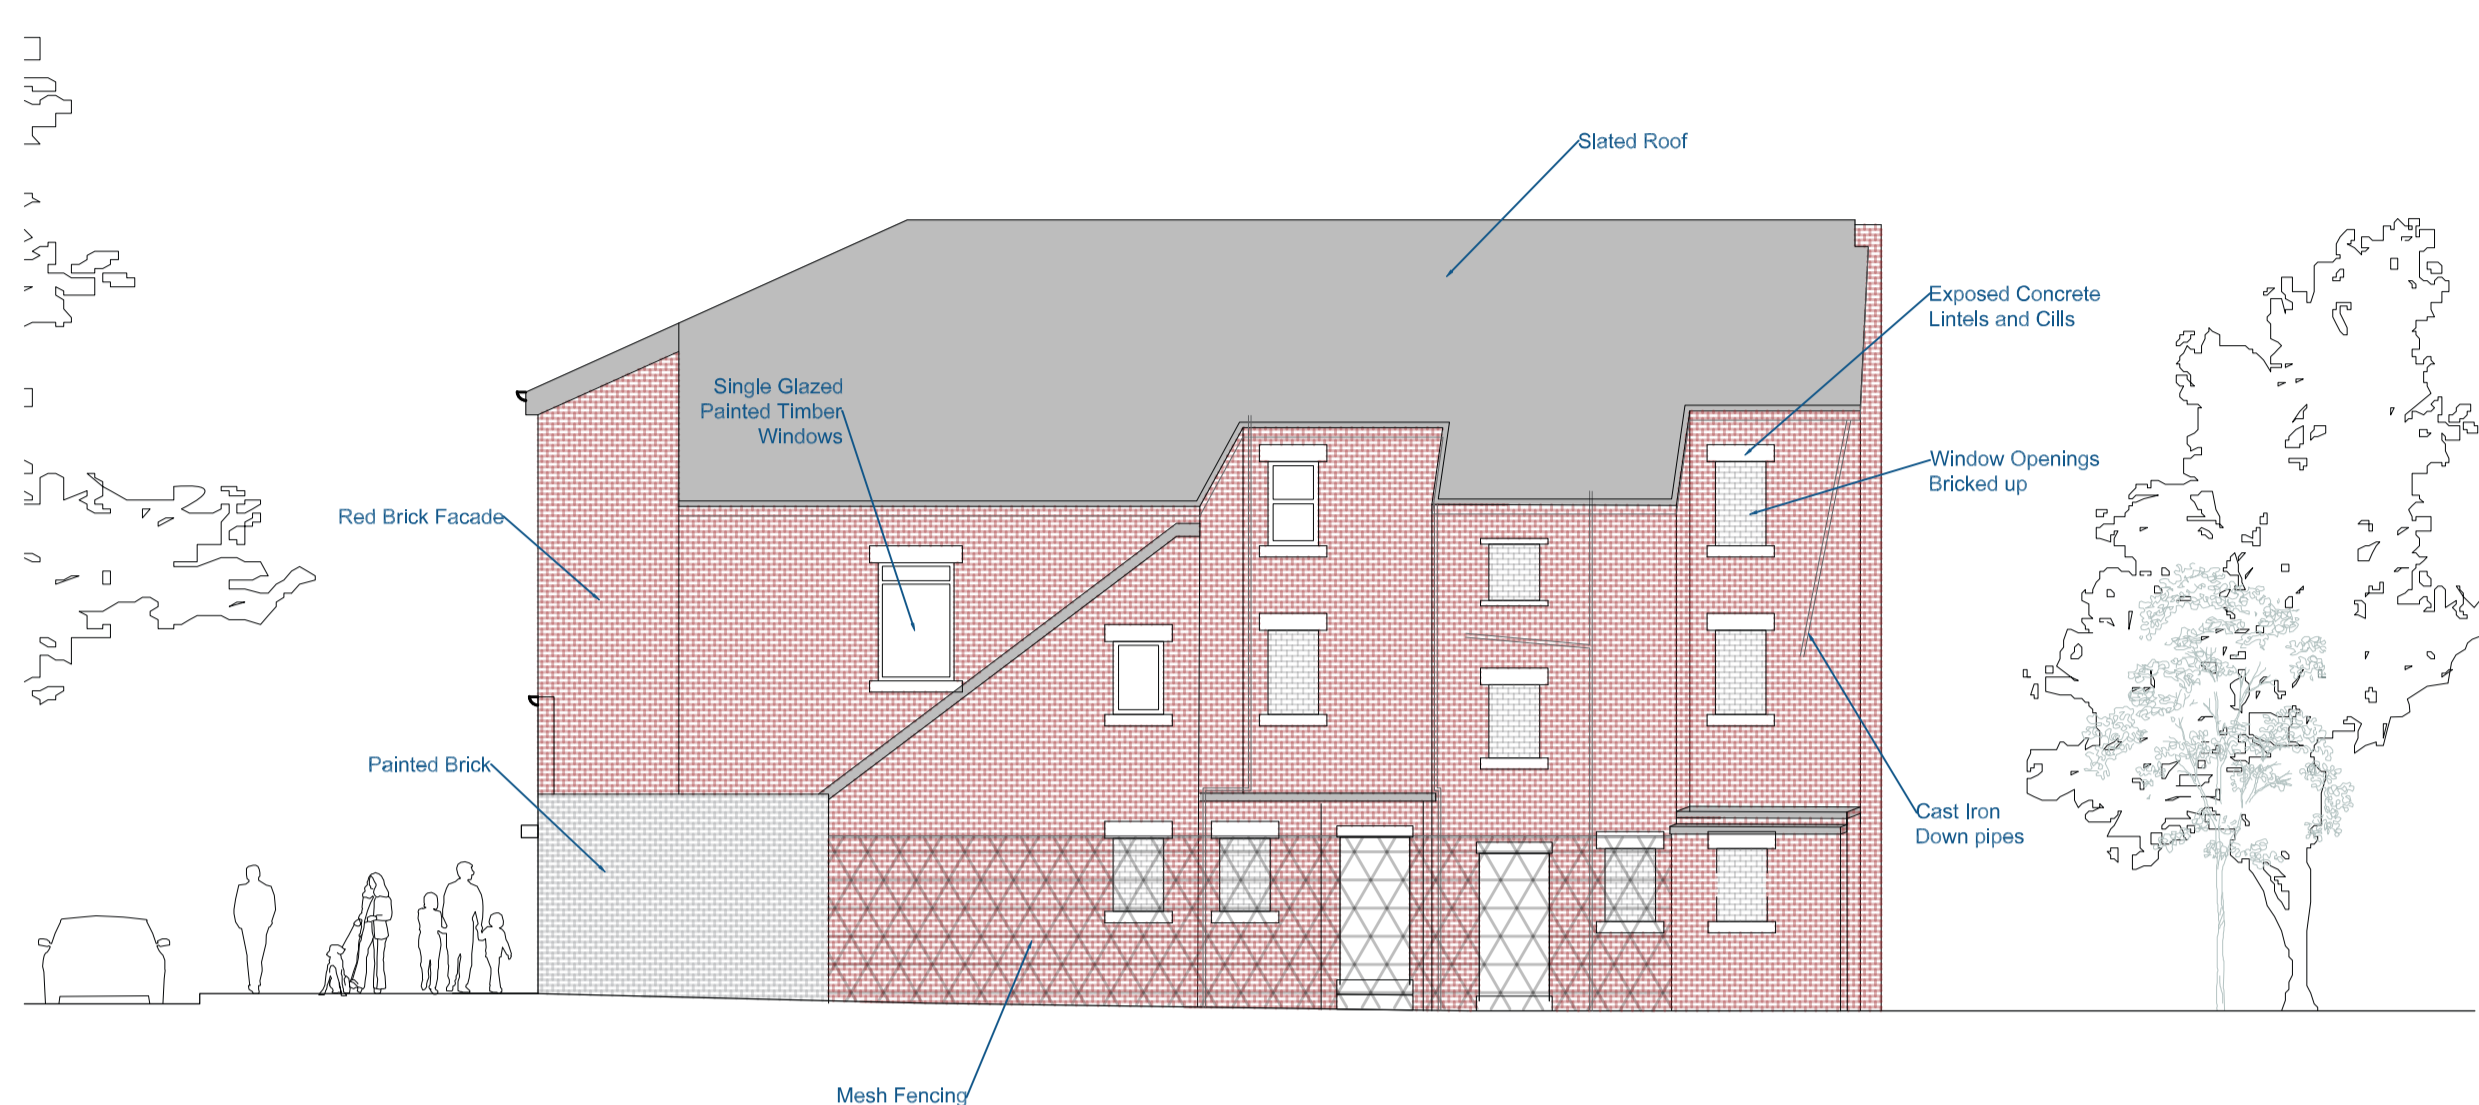 Slated Roof
Exposed Concrete
Lintels and Cills
Single Glazed
Painted Timber
Windows
Window Openings
Bricked up
Red Brick Facade
Painted Brick
Cast Iron
Down pipes
Mesh Fencing